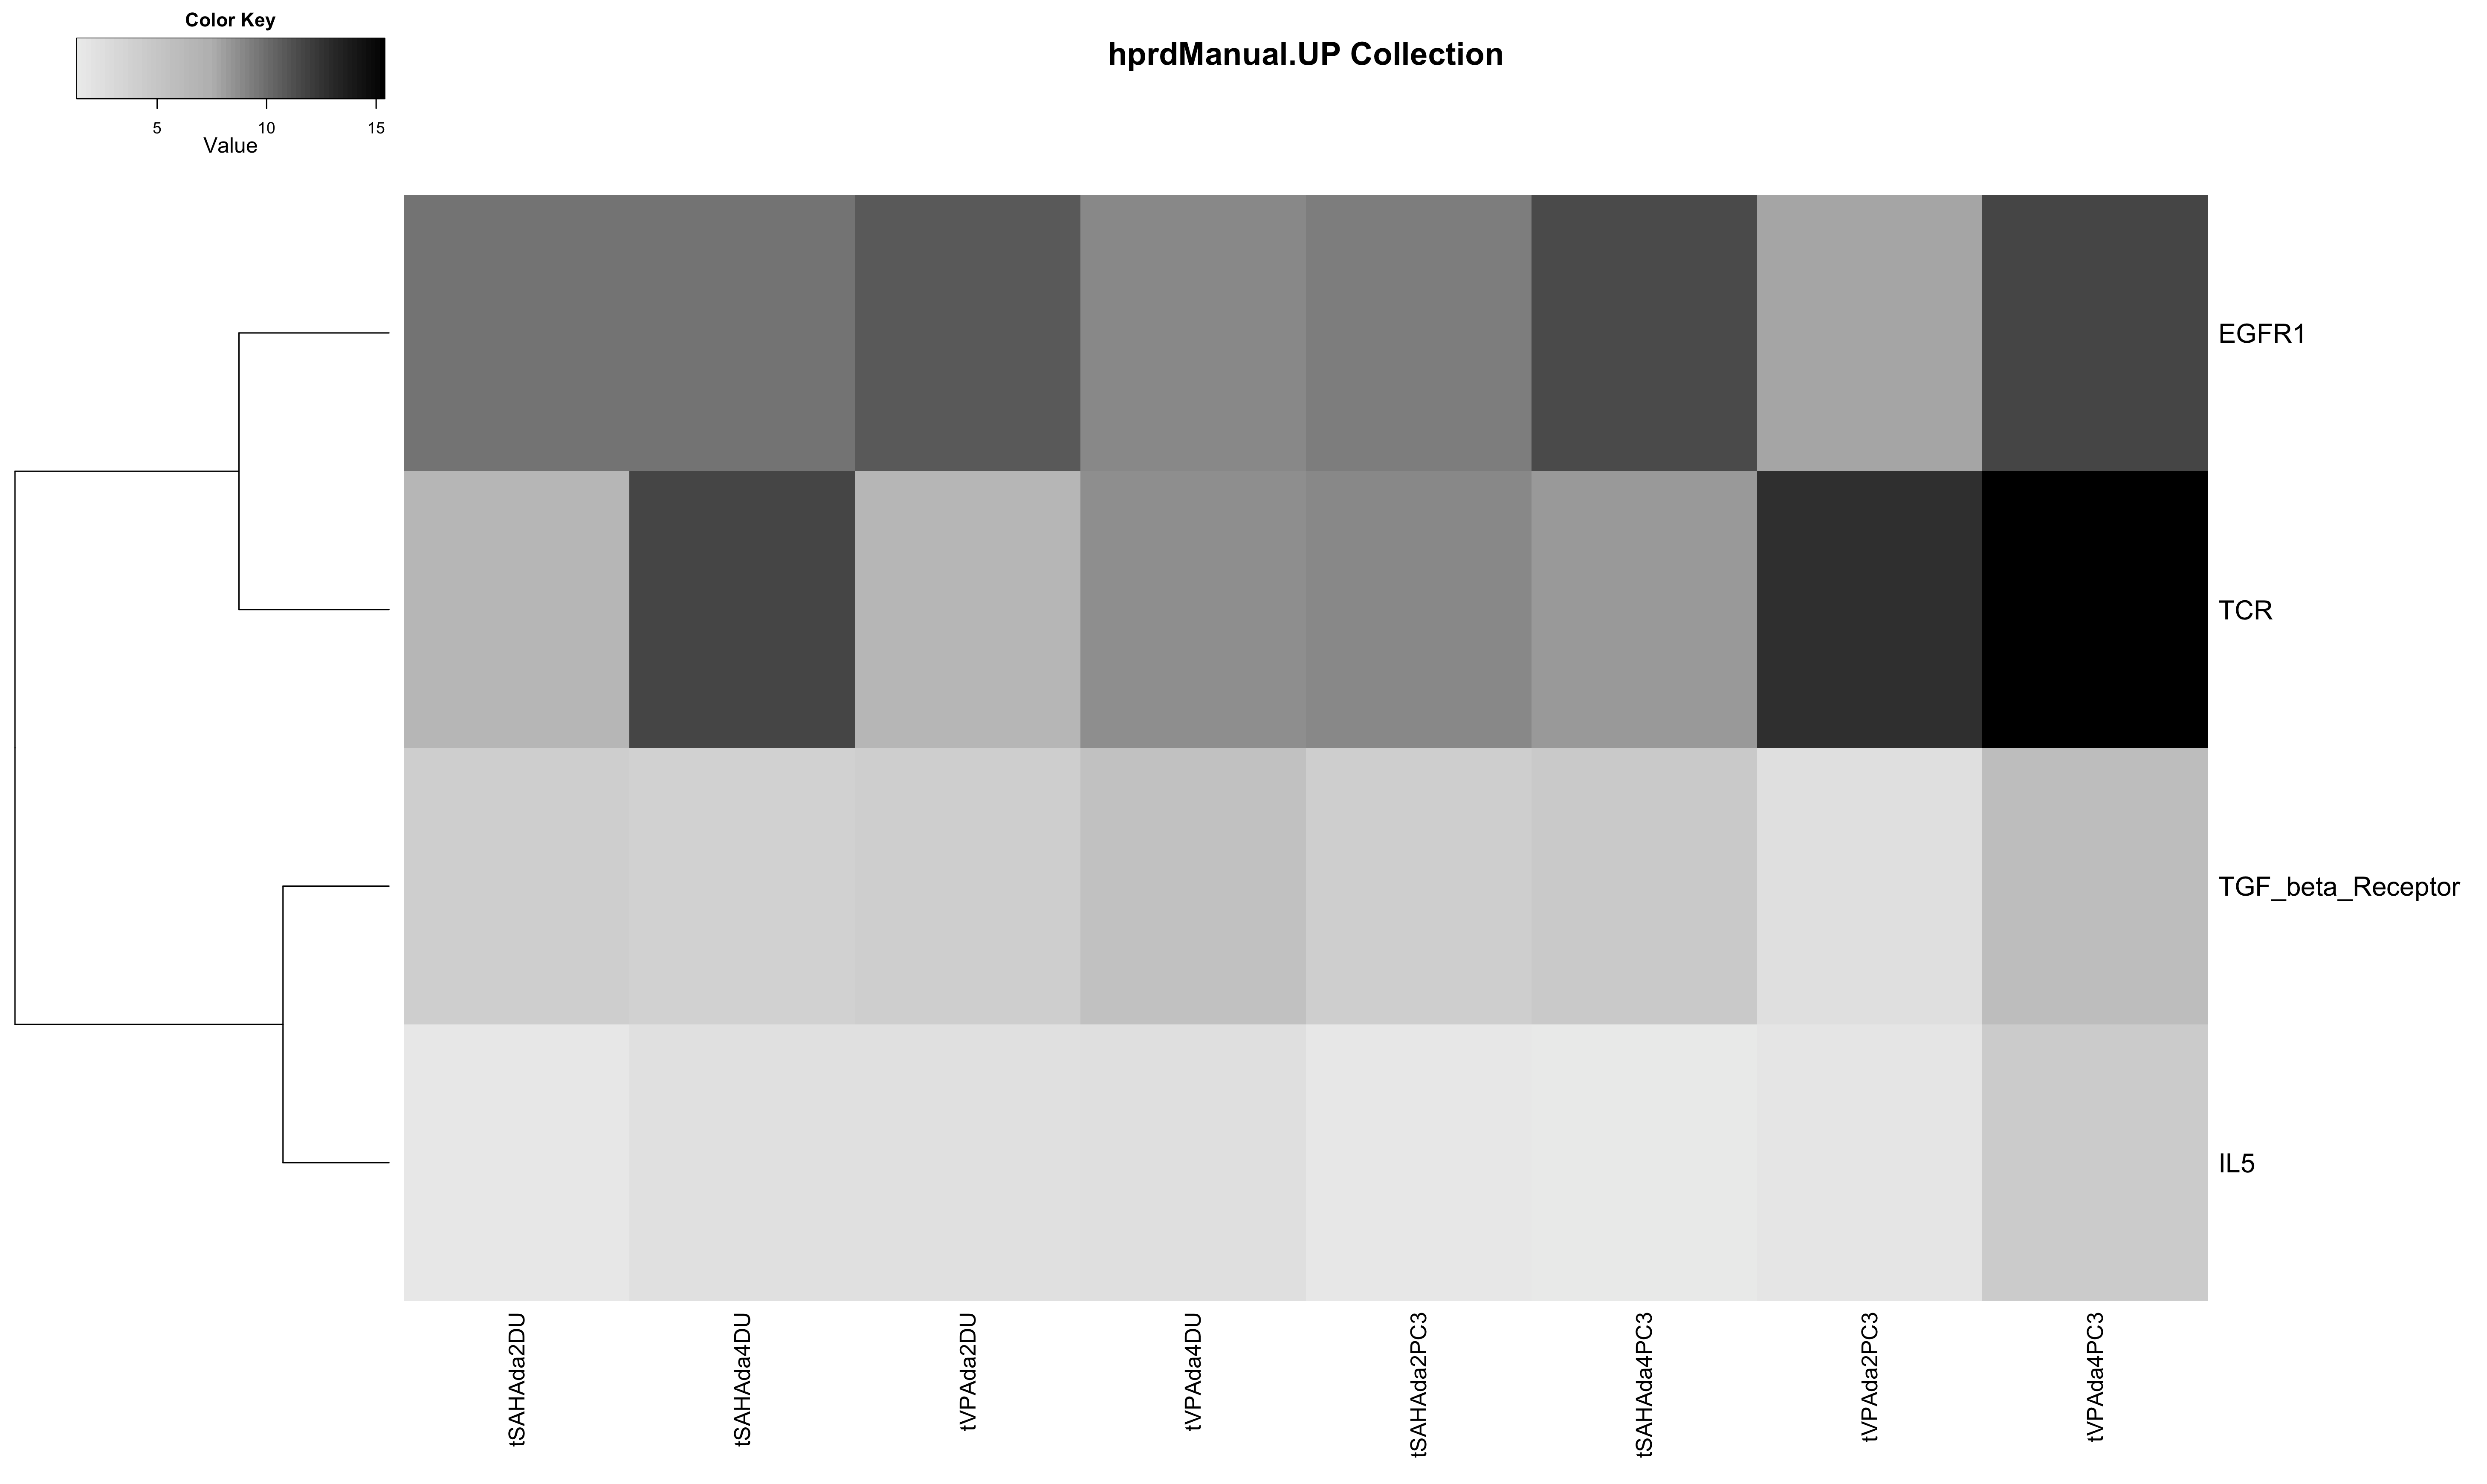 Color Key
5 10 15
Value
hprdManual.UP Collection
EGFR1
TCR
TGF_beta_Receptor
IL5
tSAHAda2DU
tSAHAda4DU
tVPAda2DU
tVPAda4DU
tSAHAda2PC3
tSAHAda4PC3
tVPAda2PC3
tVPAda4PC3